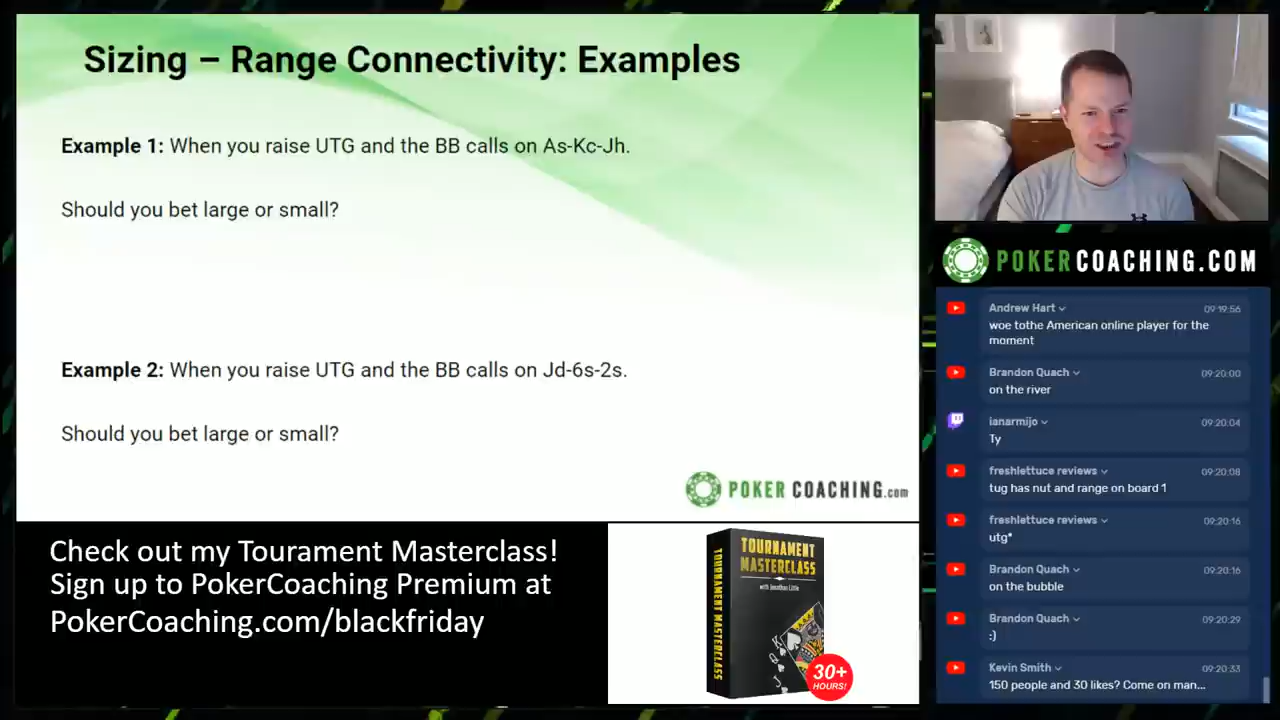 Sizing – Range Connectivity: Examples
Example 1: When you raise UTG and the BB calls on As-Kc-Jh.
Should you bet large or small?
Example 2: When you raise UTG and the BB calls on Jd-6s-2s.
Should you bet large or small?
POKER COACHING.com
Check out my Tourament Masterclass!
Sign up to PokerCoaching Premium at
PokerCoaching.com/blackfriday
TOURNAMENT MASTERCLASS
TOURNAMENT
MASTERCLASS
with Jonathan Little
30+
HOURS!
POKERCOACHING.COM
Andrew Hart 09:19:56
woe tothe American online player for the
moment
Brandon Quach 09:20:00
on the river
ianarmijo 09:20:04
Ty
freshlettuce reviews 09:20:08
tug has nut and range on board 1
freshlettuce reviews 09:20:16
utg*
Brandon Quach 09:20:16
on the bubble
Brandon Quach 09:20:29
:)
Kevin Smith 09:20:33
150 people and 30 likes? Come on man...